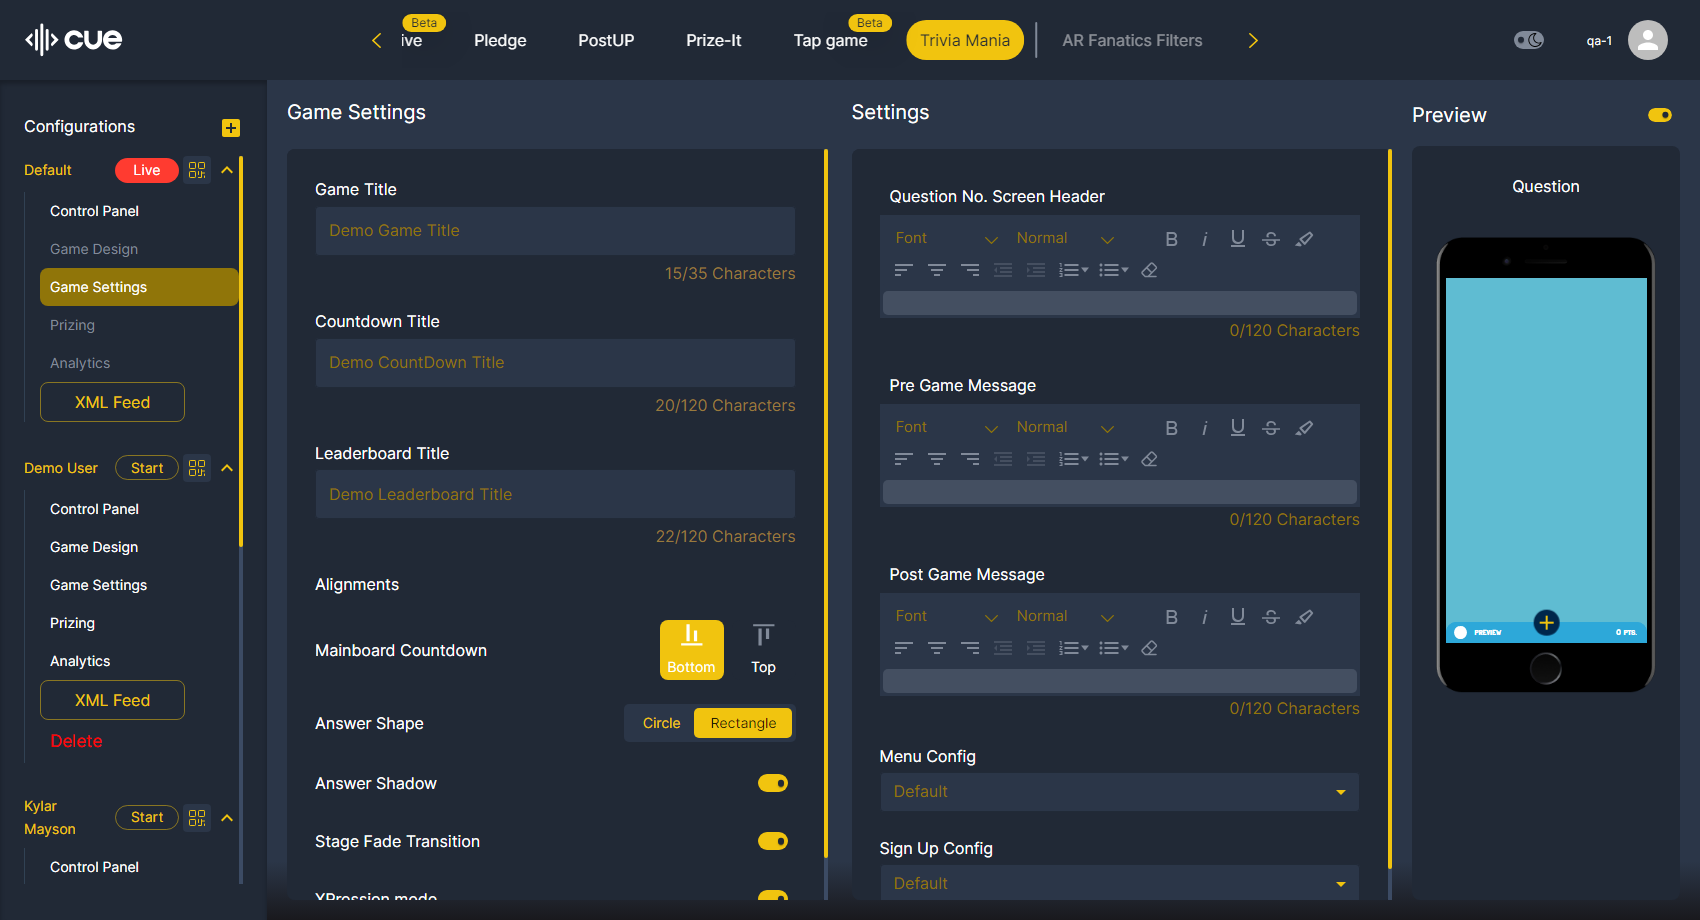 cue
Beta
ive
Pledge
PostUP
Prize-It
Beta
Tap game
Trivia Mania
AR Fanatics Filters
qa-1
Configurations
Default
Live
Control Panel
Game Design
Game Settings
Prizing
Analytics
XML Feed
Demo User
Start
Control Panel
Game Design
Game Settings
Prizing
Analytics
XML Feed
Delete
Kylar
Mayson
Start
Control Panel
Game Settings
Game Title
Demo Game Title
15/35 Characters
Countdown Title
Demo CountDown Title
20/120 Characters
Leaderboard Title
Demo Leaderboard Title
22/120 Characters
Alignments
Mainboard Countdown
Bottom
Top
Answer Shape
Circle
Rectangle
Answer Shadow
Stage Fade Transition
XPression mode
Settings
Question No. Screen Header
Font
Normal
0/120 Characters
Pre Game Message
Font
Normal
0/120 Characters
Post Game Message
Font
Normal
0/120 Characters
Menu Config
Default
Sign Up Config
Default
Preview
Question
PREVIEW
0 PTS.